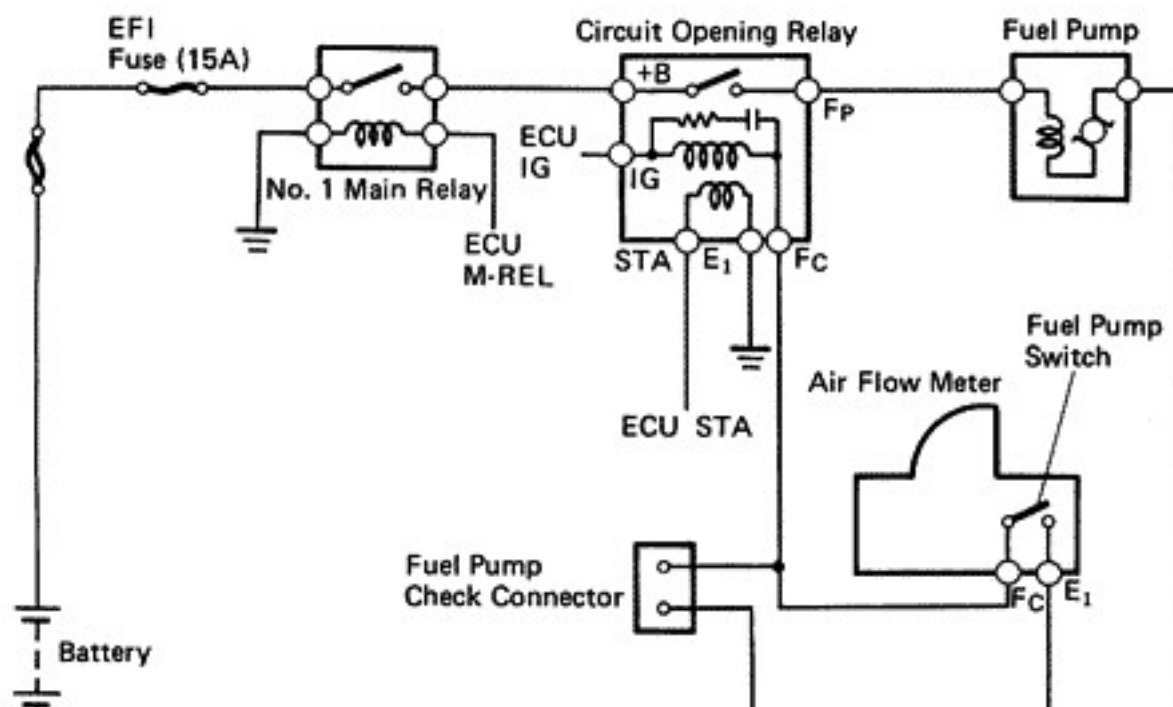 EFI
Fuse (15A)
Circuit Opening Relay
Fuel Pump
+B
FP
ECU
IG
IG
No. 1 Main Relay
ECU
M-REL
STA
E1
FC
Fuel Pump
Switch
Air Flow Meter
ECU STA
Fuel Pump
Check Connector
FC
E1
Battery